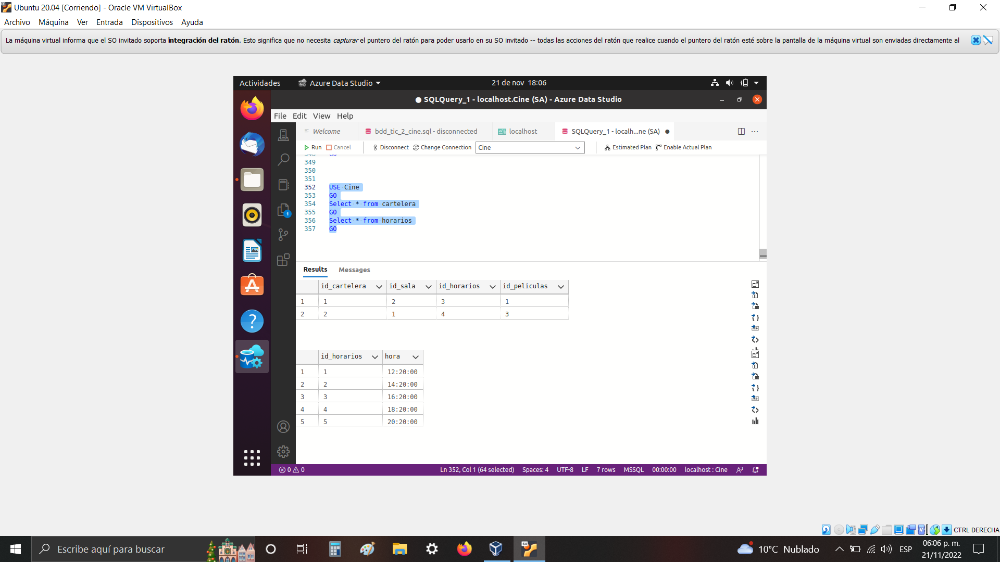 Ubuntu 20.04 [Corriendo] - Oracle VM VirtualBox
Archivo Máquina Ver Entrada Dispositivos Ayuda
La máquina virtual informa que el SO invitado soporta integración del ratón. Esto significa que no necesita capturar el puntero del ratón para poder usarlo en su SO invitado -- todas las acciones del ratón que realice cuando el puntero del ratón esté sobre la pantalla de la máquina virtual son enviadas directamente al
Actividades Azure Data Studio 21 de nov 18:06
SQLQuery_1 - localhost.Cine (SA) - Azure Data Studio
File Edit View Help
Welcome bdd_tic_2_cine.sql - disconnected localhost SQLQuery_1 - localh...ne (SA)
Run Cancel Disconnect Change Connection Cine Estimated Plan Enable Actual Plan
348 GO
349
350
351
352 USE Cine
353 GO
354 Select * from cartelera
355 GO
356 Select * from horarios
357 GO
1
Results Messages
id_cartelera id_sala id_horarios id_peliculas
1 1 2 3 1
2 2 1 4 3
id_horarios hora
1 1 12:20:00
2 2 14:20:00
3 3 16:20:00
4 4 18:20:00
5 5 20:20:00
0 0 Ln 352, Col 1 (64 selected) Spaces: 4 UTF-8 LF 7 rows MSSQL 00:00:00 localhost : Cine
CTRL DERECHA
Escribe aquí para buscar 64 10°C Nublado ESP 06:06 p. m.
21/11/2022